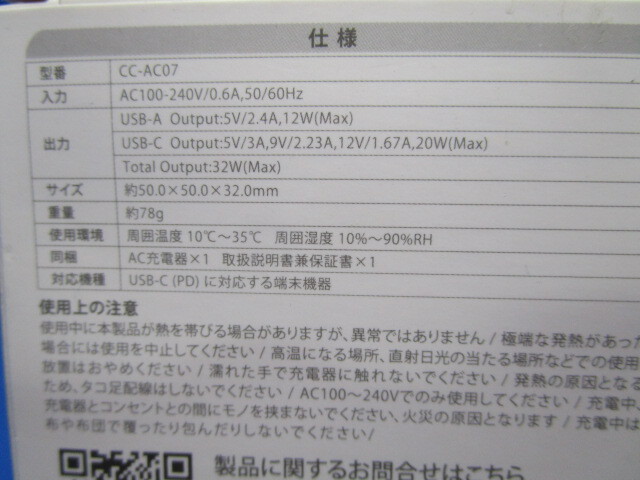 仕様
型番 CC-AC07
入力 AC100-240V/0.6A,50/60Hz
出力 USB-A Output:5V/2.4A,12W(Max)
USB-C Output:5V/3A,9V/2.23A,12V/1.67A,20W(Max)
Total Output:32W(Max)
サイズ 約50.0×50.0×32.0mm
重量 約78g
使用環境 周囲温度 10℃～35℃ 周囲湿度 10%～90%RH
同梱 AC充電器×1 取扱説明書兼保証書×1
対応機種 USB-C (PD) に対応する端末機器
使用上の注意
使用中に本製品が熱を帯びる場合がありますが、異常ではありません / 極端な発熱があった
場合には使用を中止してください / 高温になる場所、直射日光の当たる場所などでの使用
放置はおやめください / 濡れた手で充電器に触れないでください / 発熱の原因となる
ため、タコ足配線はしないでください / AC100～240Vでのみ使用してください / 充電中、
充電器とコンセントとの間にモノを挟まないでください、火災の原因となります / 充電中は
布や布団で覆ったり包んだりしないでください/
製品に関するお問合せはこちら